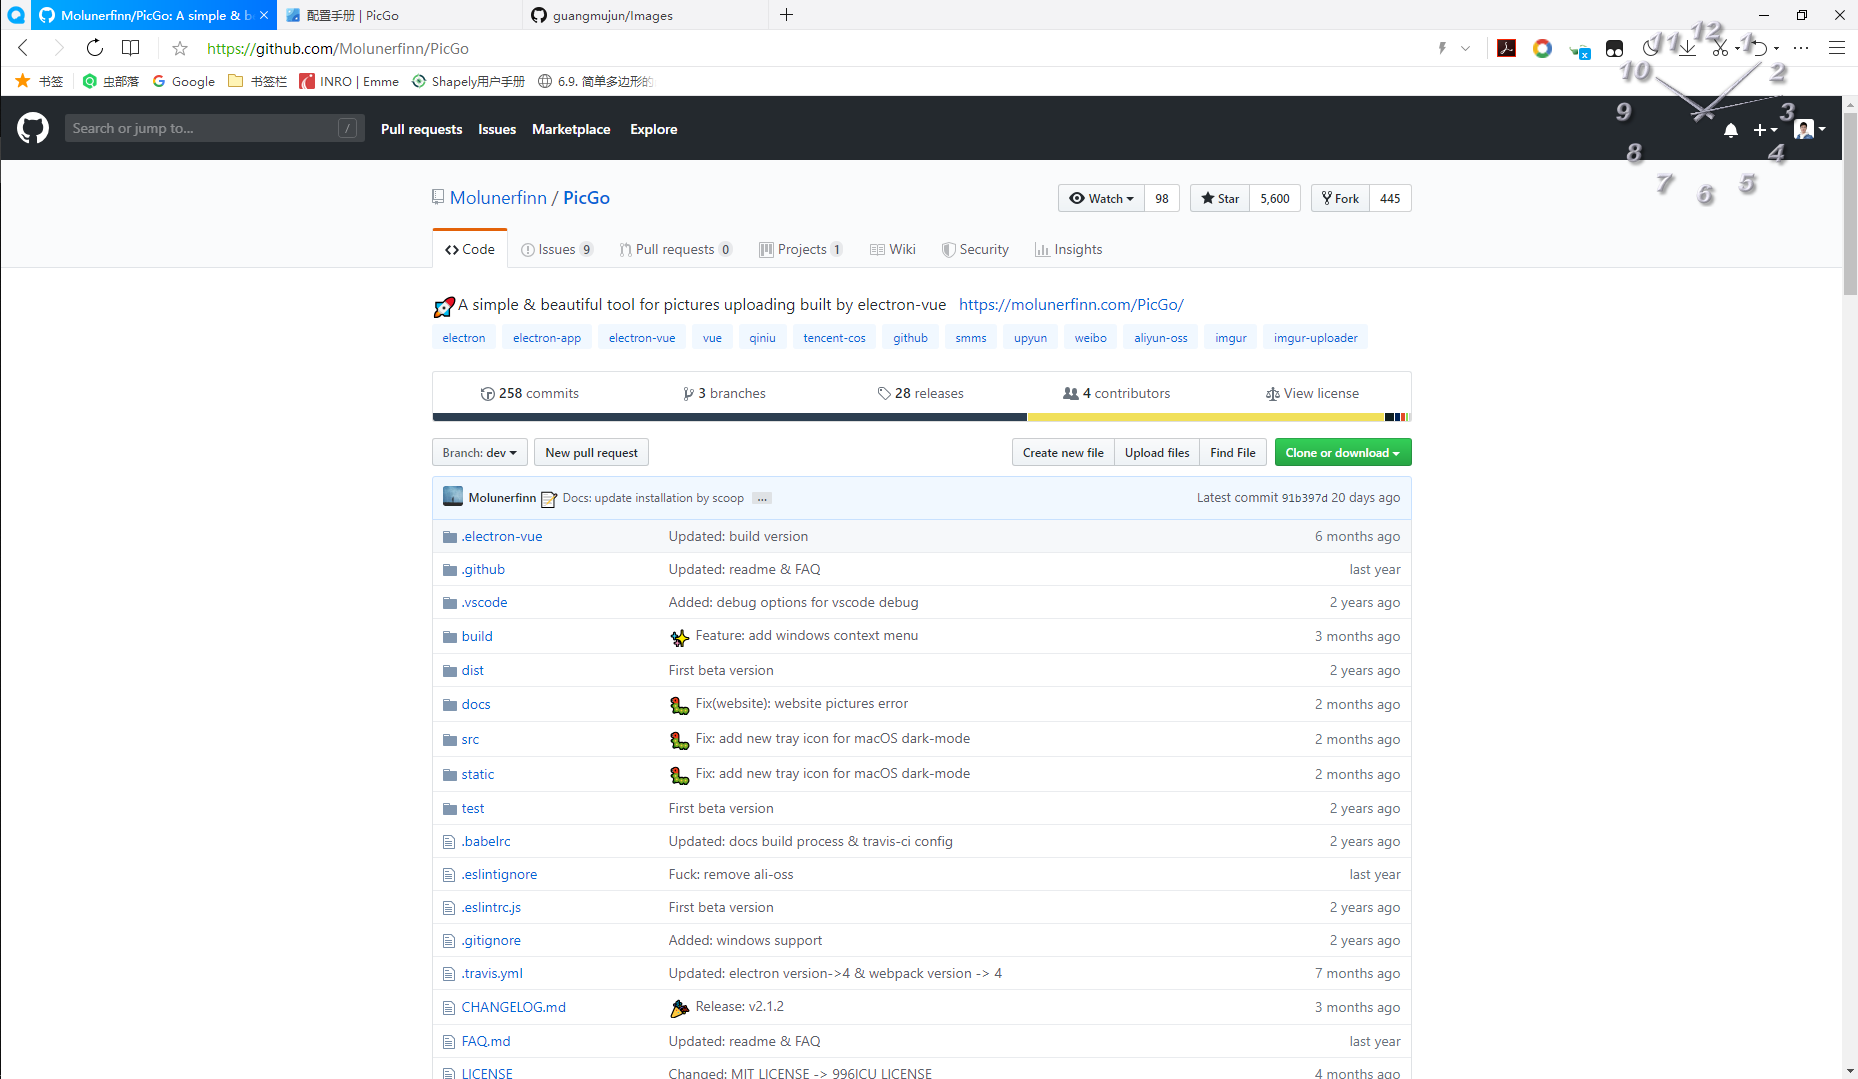 Molunerfinn/PicGo: A simple & b
配置手册 | PicGo
guangmujun/Images
https://github.com/Molunerfinn/PicGo
书签 虫部落 Google 书签栏 INRO | Emme Shapely用户手册 6.9. 简单多边形的
Search or jump to... /
Pull requests Issues Marketplace Explore
12 1 2 3 4 5 6 7 8 9 10 11
Molunerfinn / PicGo
Watch 98 Star 5,600 Fork 445
Code Issues 9 Pull requests 0 Projects 1 Wiki Security Insights
A simple & beautiful tool for pictures uploading built by electron-vue https://molunerfinn.com/PicGo/
electron electron-app electron-vue vue qiniu tencent-cos github smms upyun weibo aliyun-oss imgur imgur-uploader
258 commits 3 branches 28 releases 4 contributors View license
Branch: dev New pull request Create new file Upload files Find File Clone or download
Molunerfinn Docs: update installation by scoop ... Latest commit 91b397d 20 days ago
.electron-vue Updated: build version 6 months ago
.github Updated: readme & FAQ last year
.vscode Added: debug options for vscode debug 2 years ago
build Feature: add windows context menu 3 months ago
dist First beta version 2 years ago
docs Fix(website): website pictures error 2 months ago
src Fix: add new tray icon for macOS dark-mode 2 months ago
static Fix: add new tray icon for macOS dark-mode 2 months ago
test First beta version 2 years ago
.babelrc Updated: docs build process & travis-ci config 2 years ago
.eslintignore Fuck: remove ali-oss last year
.eslintrc.js First beta version 2 years ago
.gitignore Added: windows support 2 years ago
.travis.yml Updated: electron version->4 & webpack version -> 4 7 months ago
CHANGELOG.md Release: v2.1.2 3 months ago
FAQ.md Updated: readme & FAQ last year
LICENSE Changed: MIT LICENSE -> 996ICU LICENSE 4 months ago